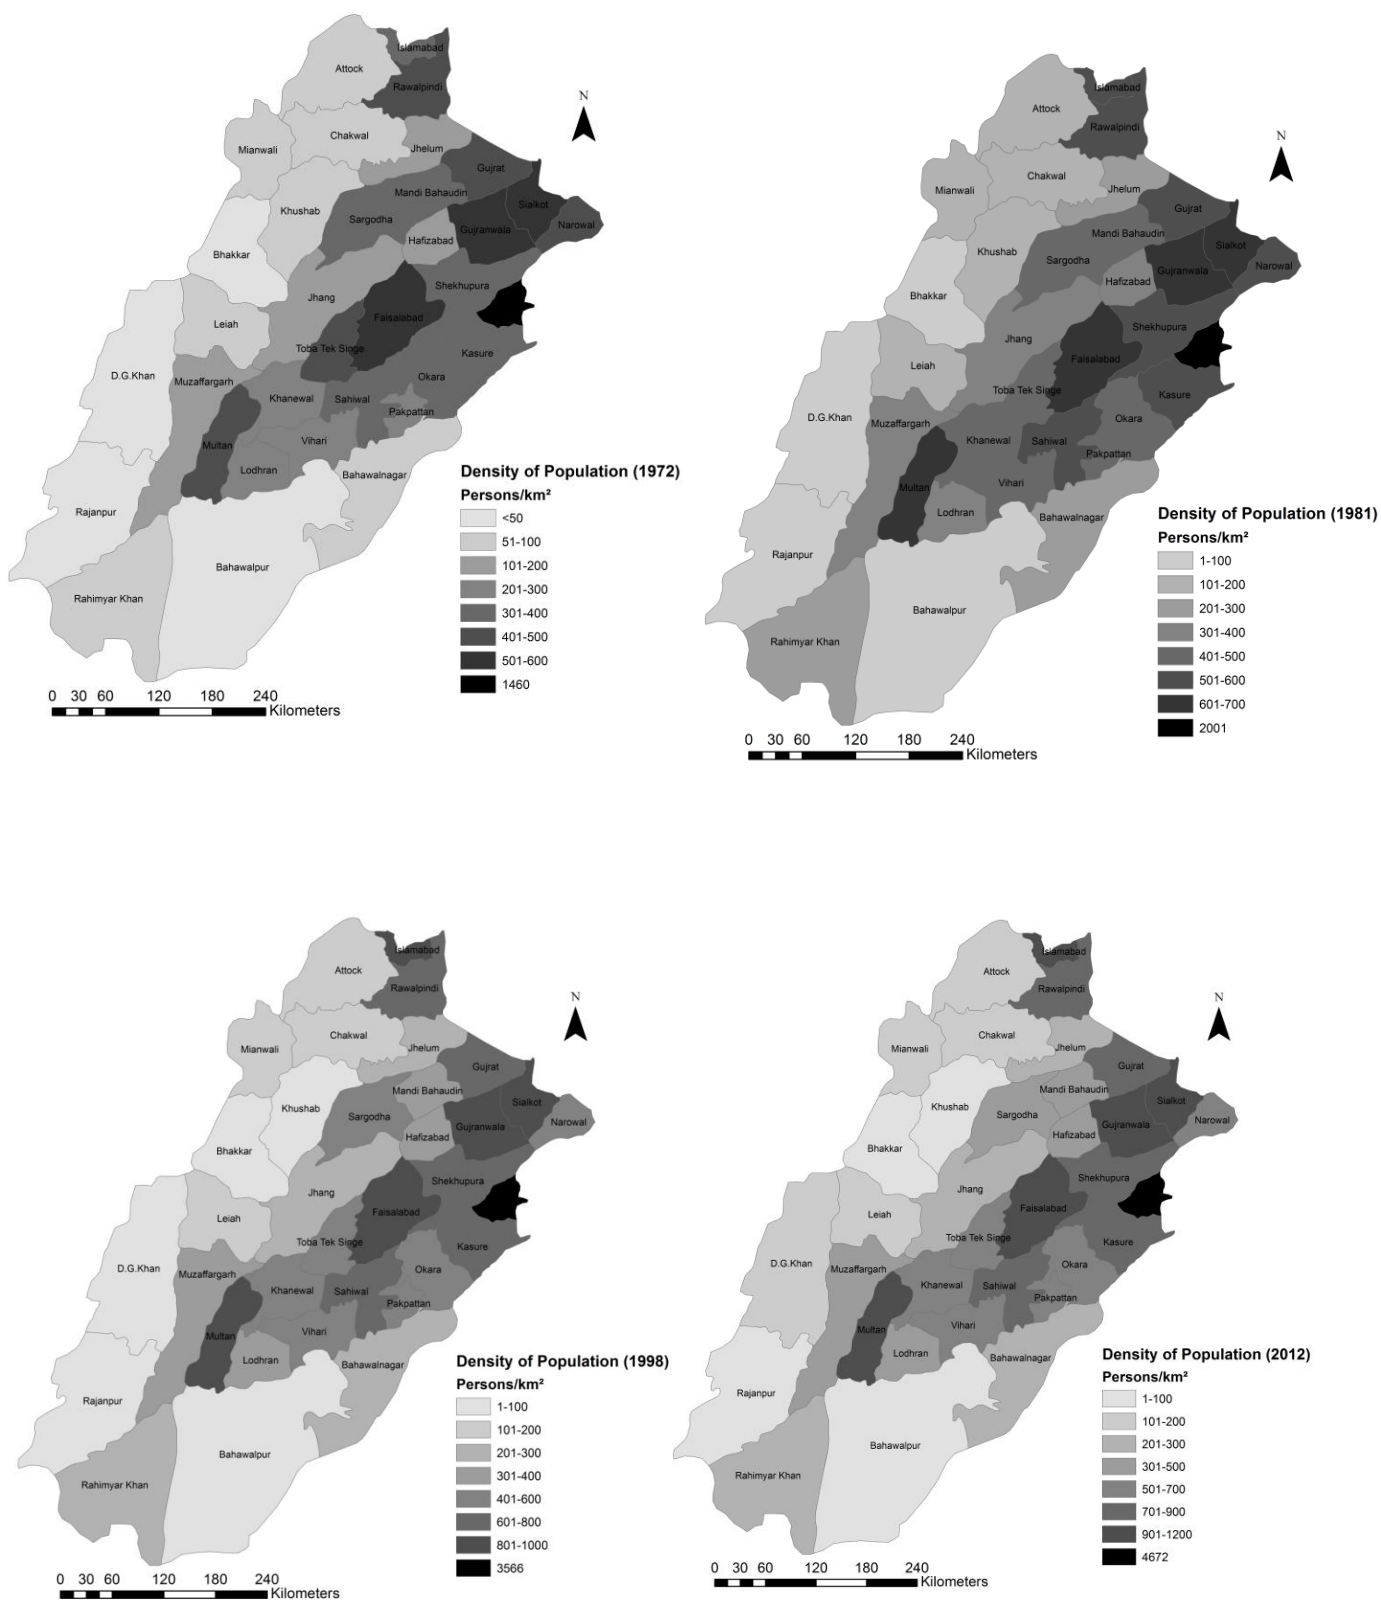 Islamabad
Attock
Rawalpindi
N
Chakwal
Mianwali
Jhelum
Gujrat
Mandi Bahaudin
Khushab
Sialkot
Sargodha
Narowal
Gujranwala
Hafizabad
Bhakkar
Shekhupura
Jhang
Faisalabad
Leiah
Toba Tek Singe
Kasure
D.G.Khan
Muzaffargarh
Okara
Khanewal
Sahiwal
Pakpattan
Vihari
Multan
Lodhran
Bahawalnagar
Rajanpur
Bahawalpur
Rahimyar Khan
Density of Population (1972)
Persons/km²
<50
51-100
101-200
201-300
301-400
401-500
501-600
1460
0 30 60 120 180 240
Kilometers
Islamabad
Attock
Rawalpindi
N
Chakwal
Mianwali
Jhelum
Gujrat
Mandi Bahaudin
Sialkot
Khushab
Sargodha
Narowal
Gujranwala
Hafizabad
Bhakkar
Shekhupura
Jhang
Faisalabad
Leiah
Toba Tek Singe
Kasure
D.G.Khan
Okara
Muzaffargarh
Khanewal
Sahiwal
Pakpattan
Vihari
Multan
Lodhran
Bahawalnagar
Rajanpur
Bahawalpur
Rahimyar Khan
Density of Population (1981)
Persons/km²
1-100
101-200
201-300
301-400
401-500
501-600
601-700
2001
0 30 60 120 180 240
Kilometers
Islamabad
Attock
Rawalpindi
N
Chakwal
Mianwali
Jhelum
Gujrat
Mandi Bahaudin
Khushab
Sialkot
Sargodha
Narowal
Gujranwala
Hafizabad
Bhakkar
Shekhupura
Jhang
Faisalabad
Leiah
Toba Tek Singe
Kasure
D.G.Khan
Muzaffargarh
Okara
Khanewal
Sahiwal
Pakpattan
Vihari
Multan
Lodhran
Bahawalnagar
Rajanpur
Bahawalpur
Rahimyar Khan
Density of Population (1998)
Persons/km²
1-100
101-200
201-300
301-400
401-600
601-800
801-1000
3566
0 30 60 120 180 240
Kilometers
Islamabad
Attock
Rawalpindi
N
Chakwal
Mianwali
Jhelum
Gujrat
Mandi Bahaudin
Khushab
Sialkot
Sargodha
Narowal
Gujranwala
Hafizabad
Bhakkar
Shekhupura
Jhang
Faisalabad
Leiah
Toba Tek Singe
Kasure
D.G.Khan
Muzaffargarh
Okara
Khanewal
Sahiwal
Pakpattan
Vihari
Multan
Lodhran
Bahawalnagar
Rajanpur
Bahawalpur
Rahimyar Khan
Density of Population (2012)
Persons/km²
1-100
101-200
201-300
301-500
501-700
701-900
901-1200
4672
0 30 60 120 180 240
Kilometers